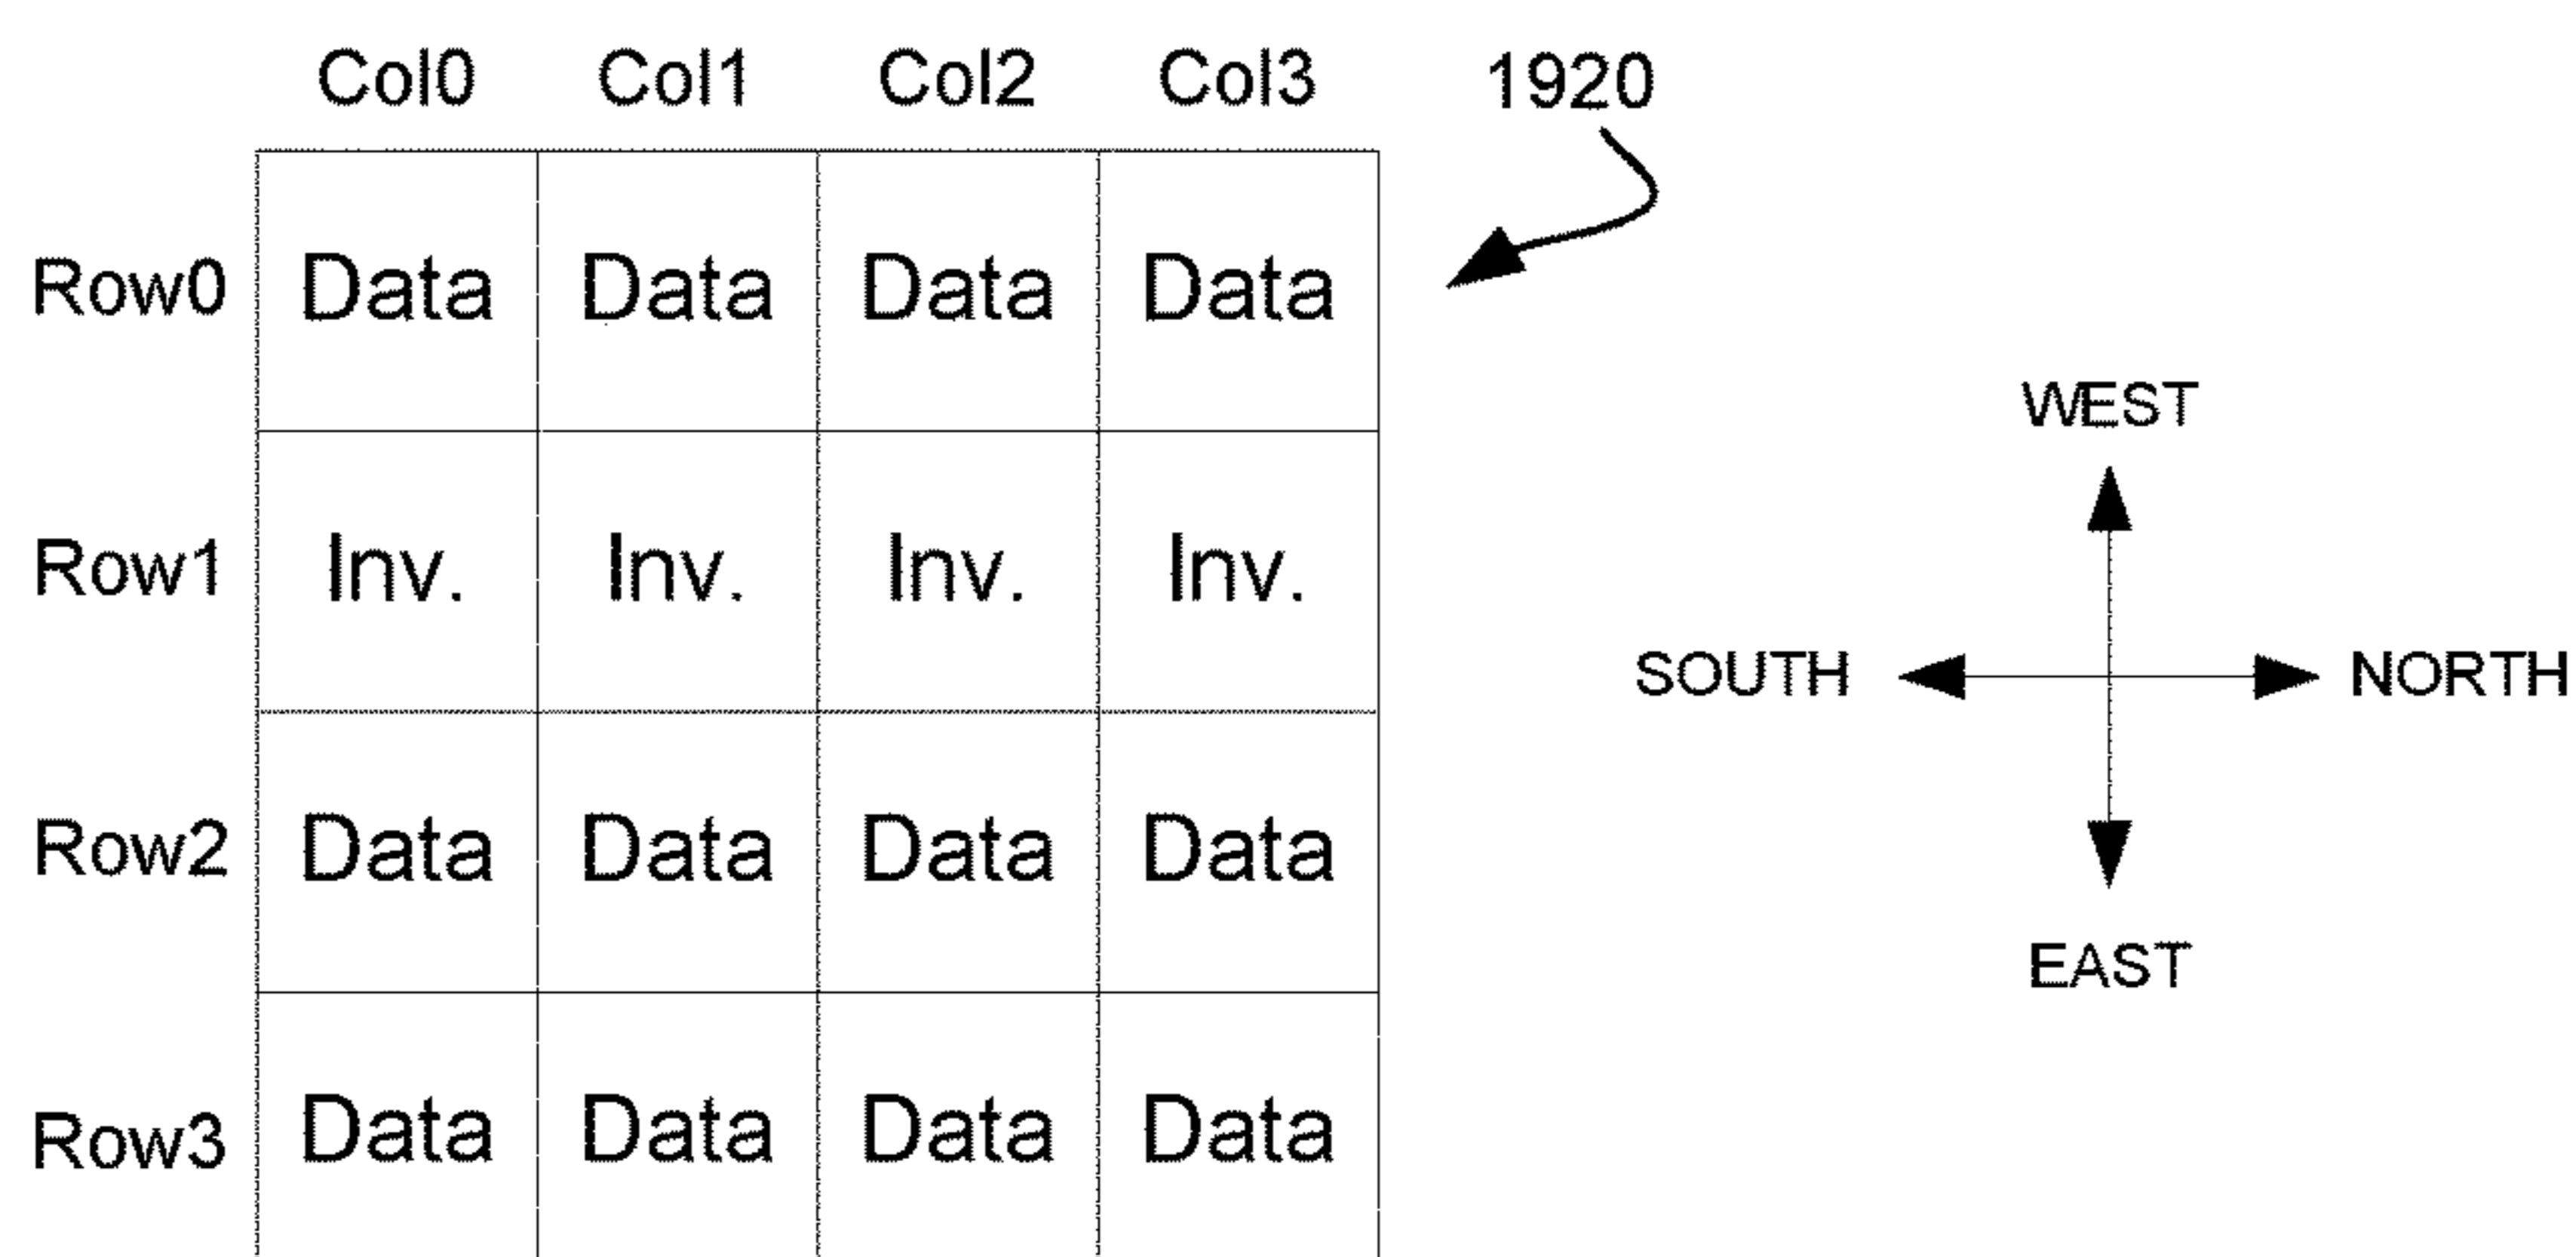 Col0 Col1 Col2 Col3 1920
Row0 Data Data Data Data
WEST
Row1 Inv. Inv. Inv. Inv.
SOUTH NORTH
Row2 Data Data Data Data
EAST
Row3 Data Data Data Data